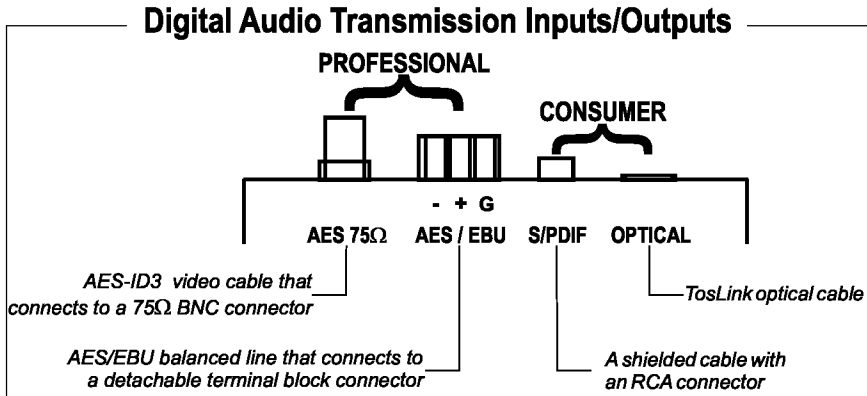 Digital Audio Transmission Inputs/Outputs
PROFESSIONAL
CONSUMER
- + G
AES 75Ω AES / EBU S/PDIF OPTICAL
AES-ID3 video cable that
connects to a 75Ω BNC connector
TosLink optical cable
AES/EBU balanced line that connects to
a detachable terminal block connector
A shielded cable with
an RCA connector